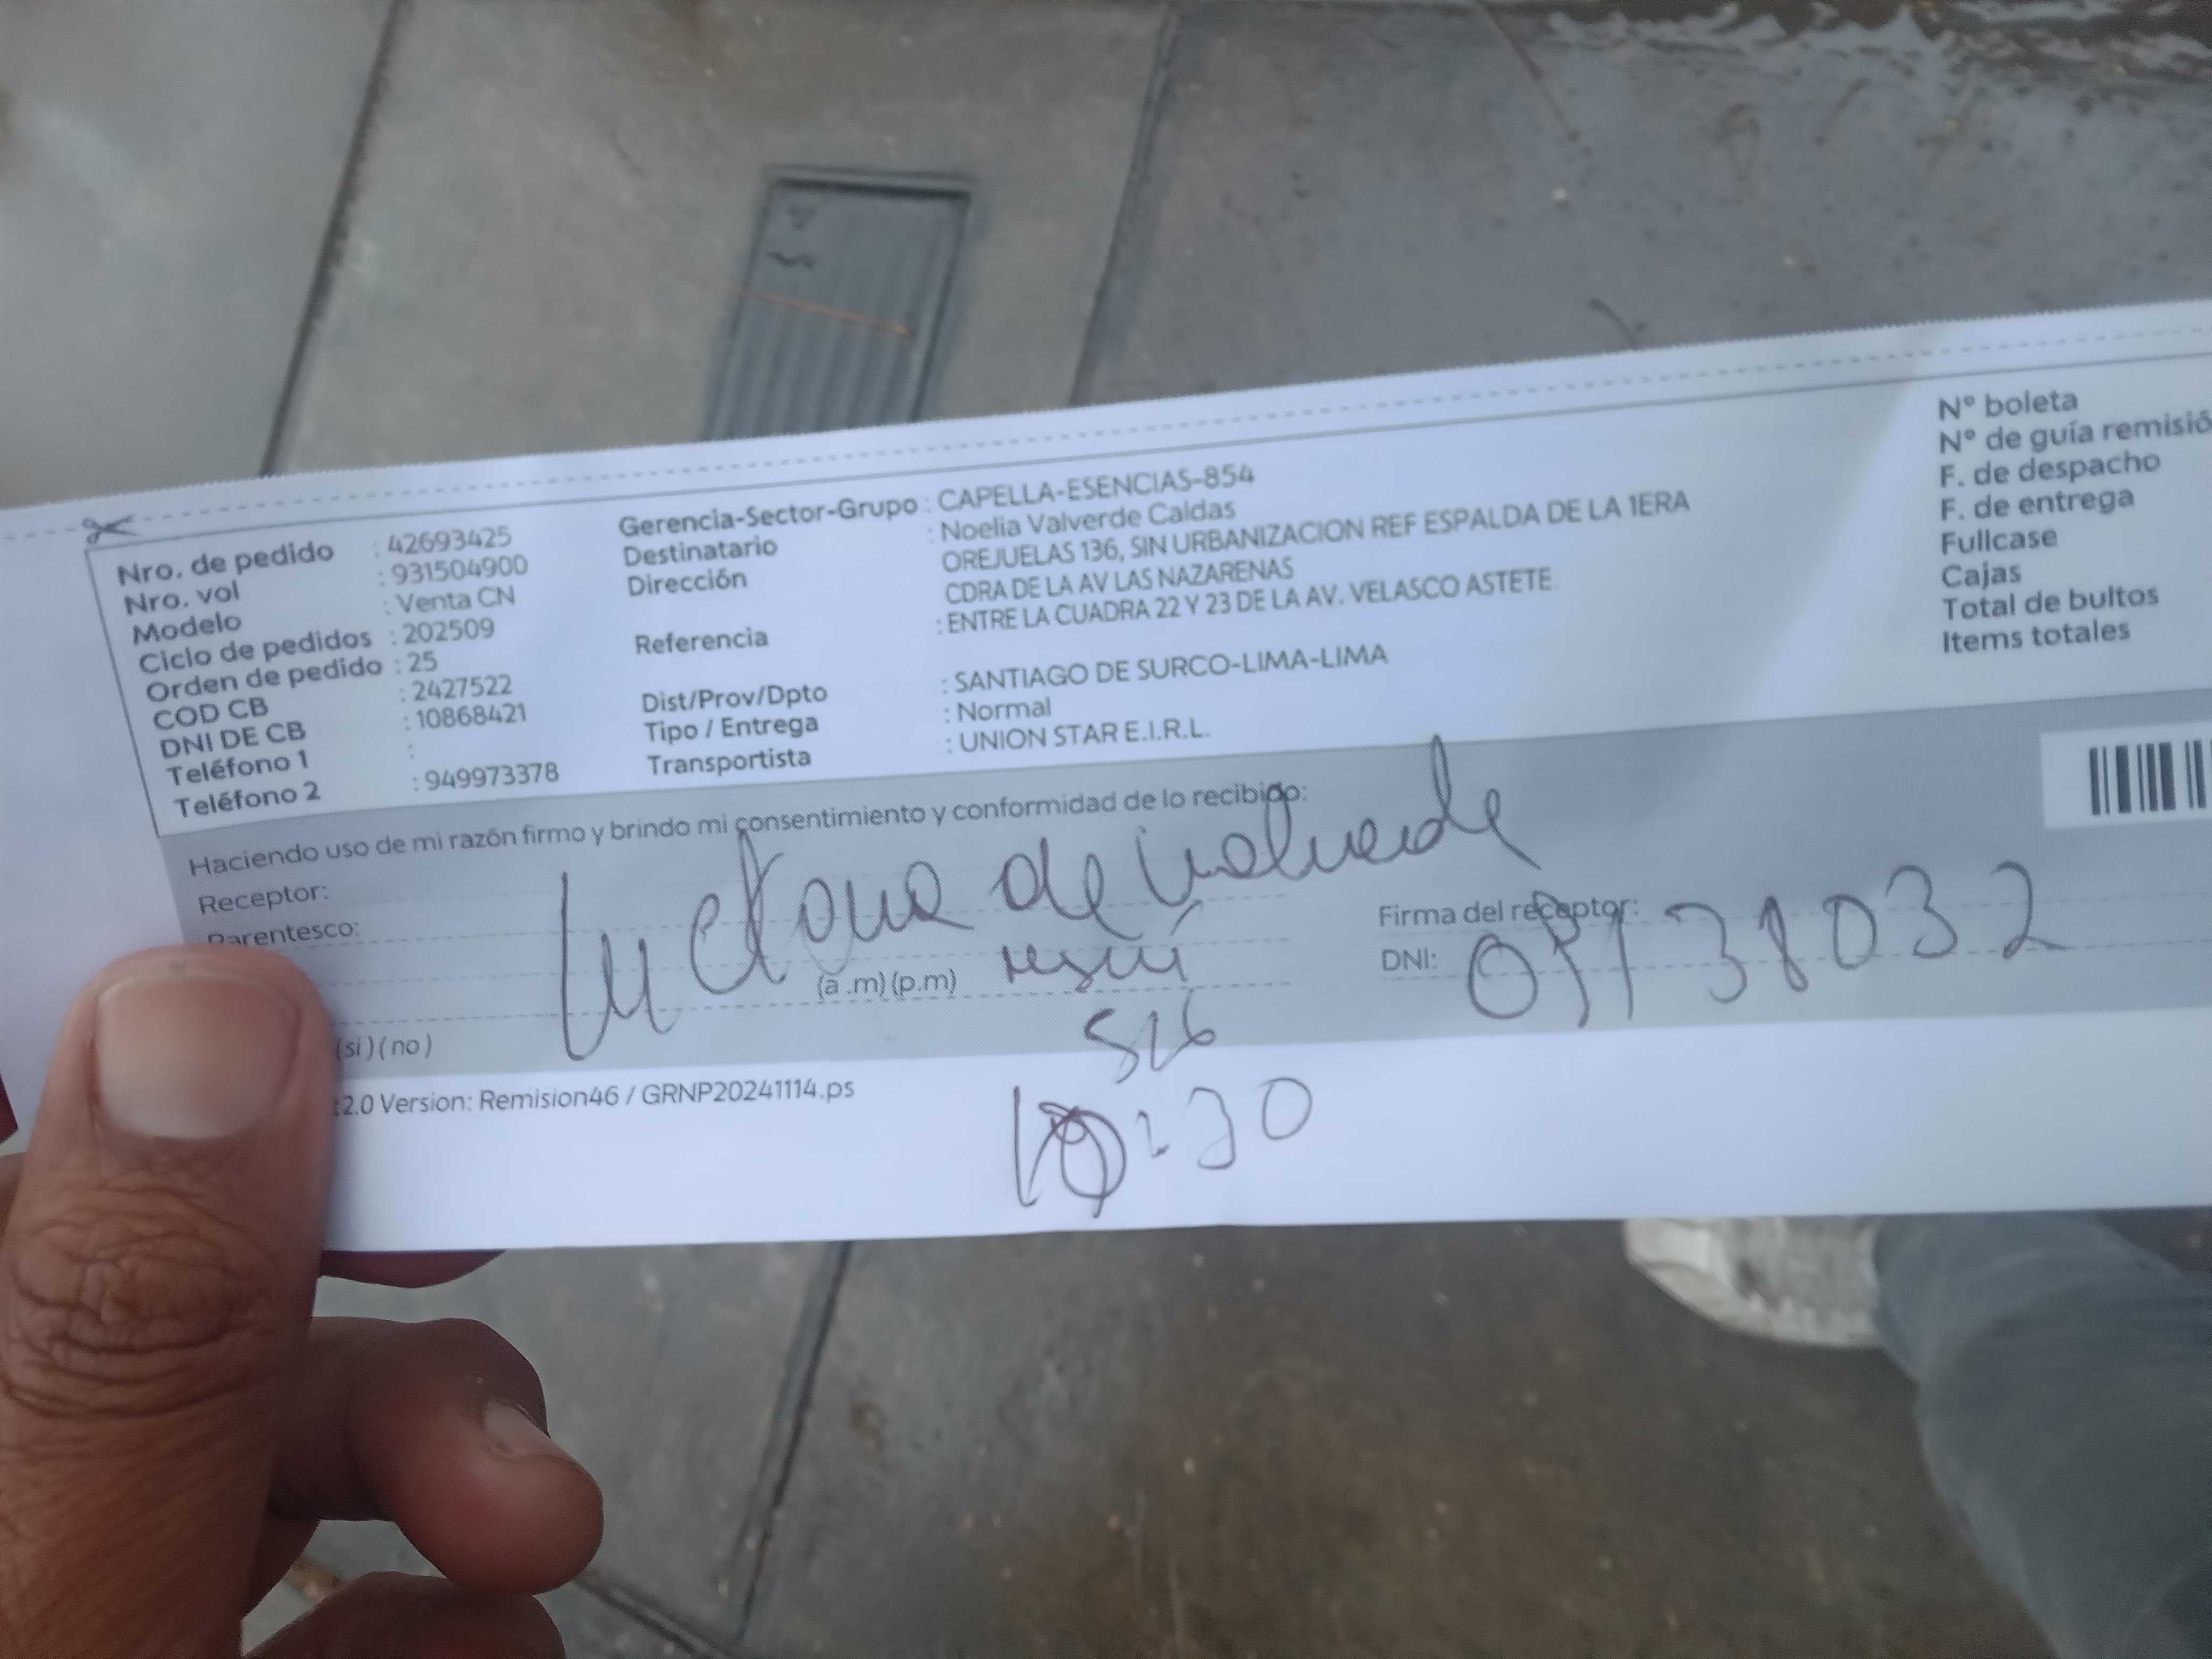 Nro. de pedido : 42693425
Nro. vol : 931504900
Modelo : Venta CN
Ciclo de pedidos : 202509
Orden de pedido : 25
COD CB : 2427522
DNI DE CB : 10868421
Teléfono 1 :
Teléfono 2 : 949973378
Gerencia-Sector-Grupo : CAPELLA-ESENCIAS-854
Destinatario : Noelia Valverde Caldas
Dirección OREJUELAS 136, SIN URBANIZACION REF ESPALDA DE LA 1ERA
CDRA DE LA AV LAS NAZARENAS
Referencia : ENTRE LA CUADRA 22 Y 23 DE LA AV. VELASCO ASTETE
Dist/Prov/Dpto : SANTIAGO DE SURCO-LIMA-LIMA
Tipo / Entrega : Normal
Transportista : UNION STAR E.I.R.L.
N° boleta
N° de guía remisió
F. de despacho
F. de entrega
Fullcase
Cajas
Total de bultos
Items totales
Haciendo uso de mi razón firmo y brindo mi consentimiento y conformidad de lo recibido:
Receptor:
Parentesco:
de Valverde
(a .m) (p.m)
Firma del receptor:
DNI:
(si) (no)
2.0 Version: Remision46 / GRNP20241114.ps